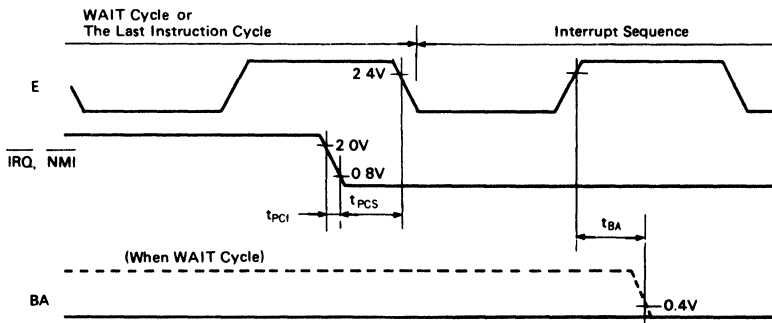 WAIT Cycle or
The Last Instruction Cycle
Interrupt Sequence
E
2 4V
IRQ, NMI
2 0V
0 8V
tPCf
tPCS
tBA
(When WAIT Cycle)
BA
0.4V